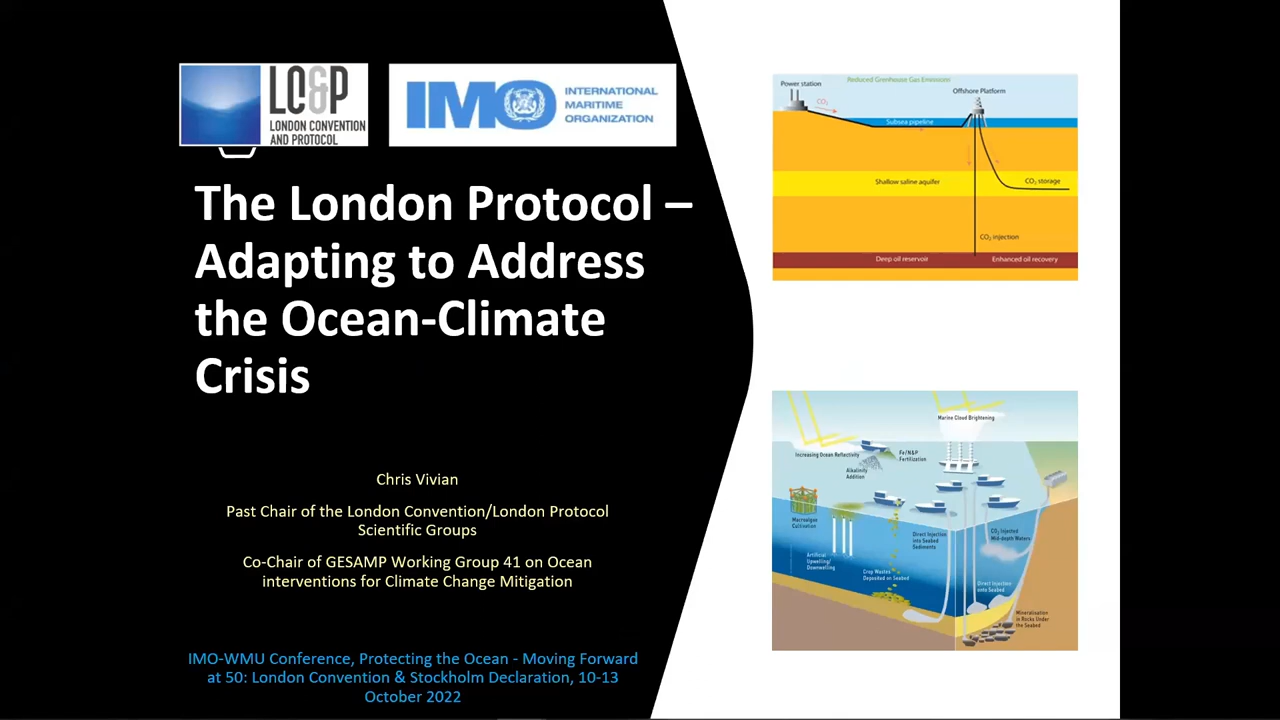 LC&P
LONDON CONVENTION
AND PROTOCOL
IMO
INTERNATIONAL
MARITIME
ORGANIZATION
The London Protocol –
Adapting to Address
the Ocean-Climate
Crisis
Chris Vivian
Past Chair of the London Convention/London Protocol
Scientific Groups
Co-Chair of GESAMP Working Group 41 on Ocean
interventions for Climate Change Mitigation
IMO-WMU Conference, Protecting the Ocean - Moving Forward
at 50: London Convention & Stockholm Declaration, 10-13
October 2022
Reduced Grenhouse Gas Emission
Power station
Offshore Platform
CO₂
Subsea pipeline
Shallow saline aquifer
CO₂ storage
CO₂ injection
Deep oil reservoir
Enhanced oil recovery
Marine Cloud Brightening
Increasing Ocean Reflectivity
Fe/N&P
Fertilization
Alkalinity
Addition
Macroalgae
Cultivation
Direct Injection
into Seabed
Sediments
CO₂ Injected
Mid-depth Waters
Artificial
Upwelling/
Downwelling
Crop Wastes
Deposited on Seabed
Direct Injection
onto Seabed
Mineralisation
in Rocks Under
the Seabed